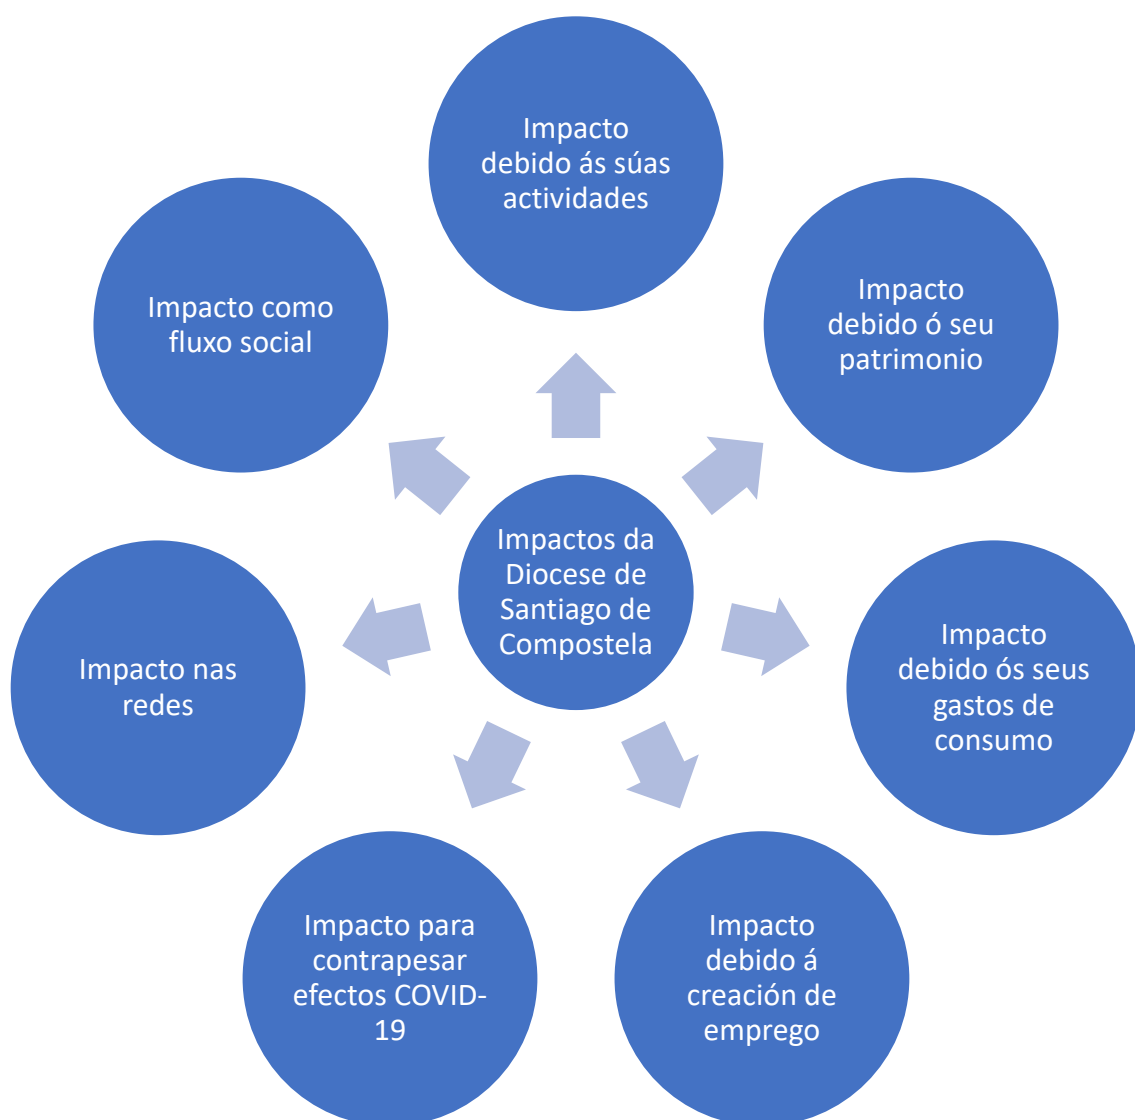 Impacto
debido ás súas
actividades
Impacto
debido ó seu
patrimonio
Impacto como
fluxo social
Impactos da
Diocese de
Santiago de
Compostela
Impacto
debido ós seus
gastos de
consumo
Impacto nas
redes
Impacto para
contrapesar
efectos COVID-
19
Impacto
debido á
creación de
emprego